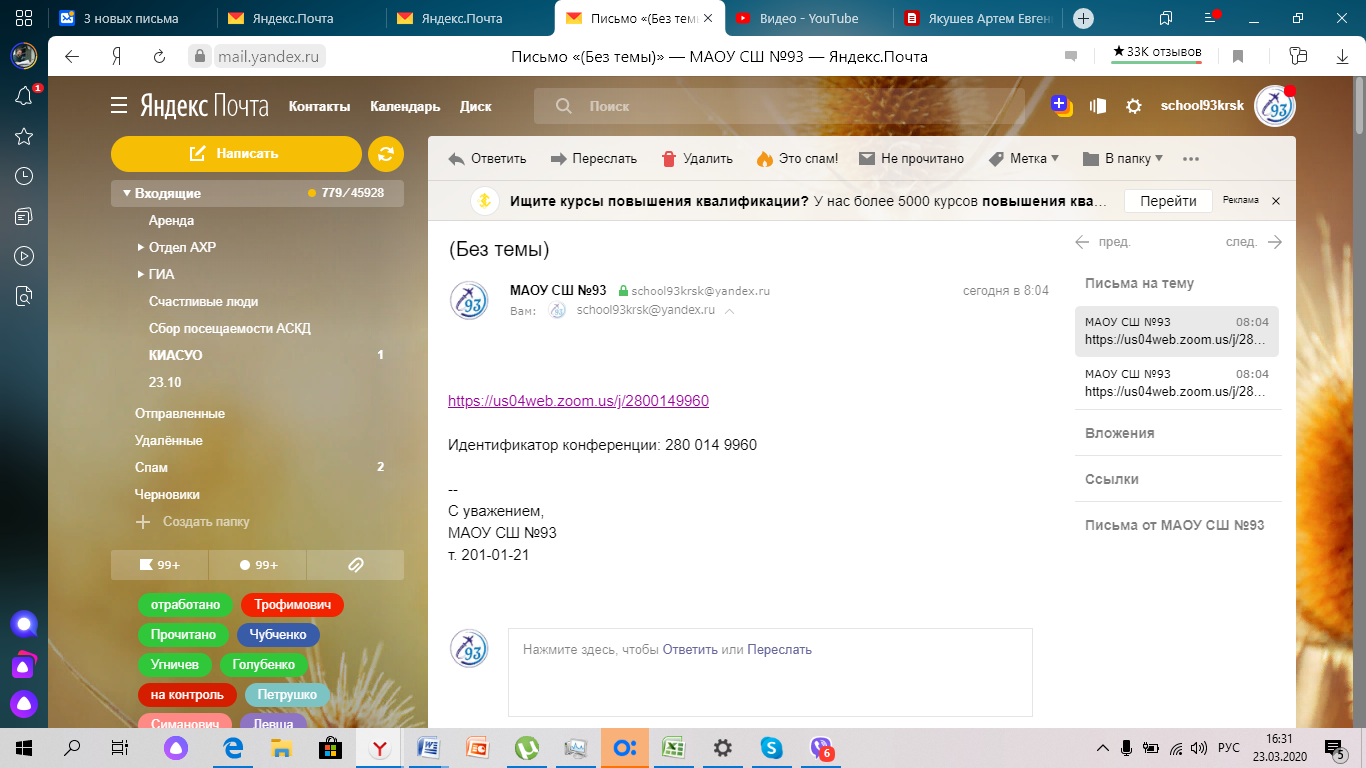 3 новых письма
Яндекс.Почта
Яндекс.Почта
Письмо «(Без тем
Видео - YouTube
Якушев Артем Евген
mail.yandex.ru
Письмо «(Без темы)» — МАОУ СШ №93 — Яндекс.Почта
★33К отзывов
1
Яндекс Почта
Контакты
Календарь
Диск
Поиск
school93krsk
93
Написать
Входящие
779/45928
Аренда
Отдел АХР
ГИА
Счастливые люди
Сбор посещаемости АСКД
КИАСУО 1
23.10
Отправленные
Удалённые
Спам 2
Черновики
Создать папку
99+
99+
отработано
Трофимович
Прочитано
Чубченко
Угничев
Голубенко
на контроль
Петрушко
Симанович
Левша
Ответить
Переслать
Удалить
Это спам!
Не прочитано
Метка
В папку
Ищите курсы повышения квалификации? У нас более 5000 курсов повышения ква...
Перейти
Реклама
(Без темы)
93
МАОУ СШ №93
school93krsk@yandex.ru
сегодня в 8:04
Вам:
school93krsk@yandex.ru
https://us04web.zoom.us/j/2800149960
Идентификатор конференции: 280 014 9960
--
С уважением,
МАОУ СШ №93
т. 201-01-21
93
Нажмите здесь, чтобы Ответить или Переслать
пред.
след.
Письма на тему
МАОУ СШ №93 08:04
https://us04web.zoom.us/j/28...
МАОУ СШ №93 08:04
https://us04web.zoom.us/j/28...
Вложения
Ссылки
Письма от МАОУ СШ №93
6
РУС
16:31
23.03.2020
5